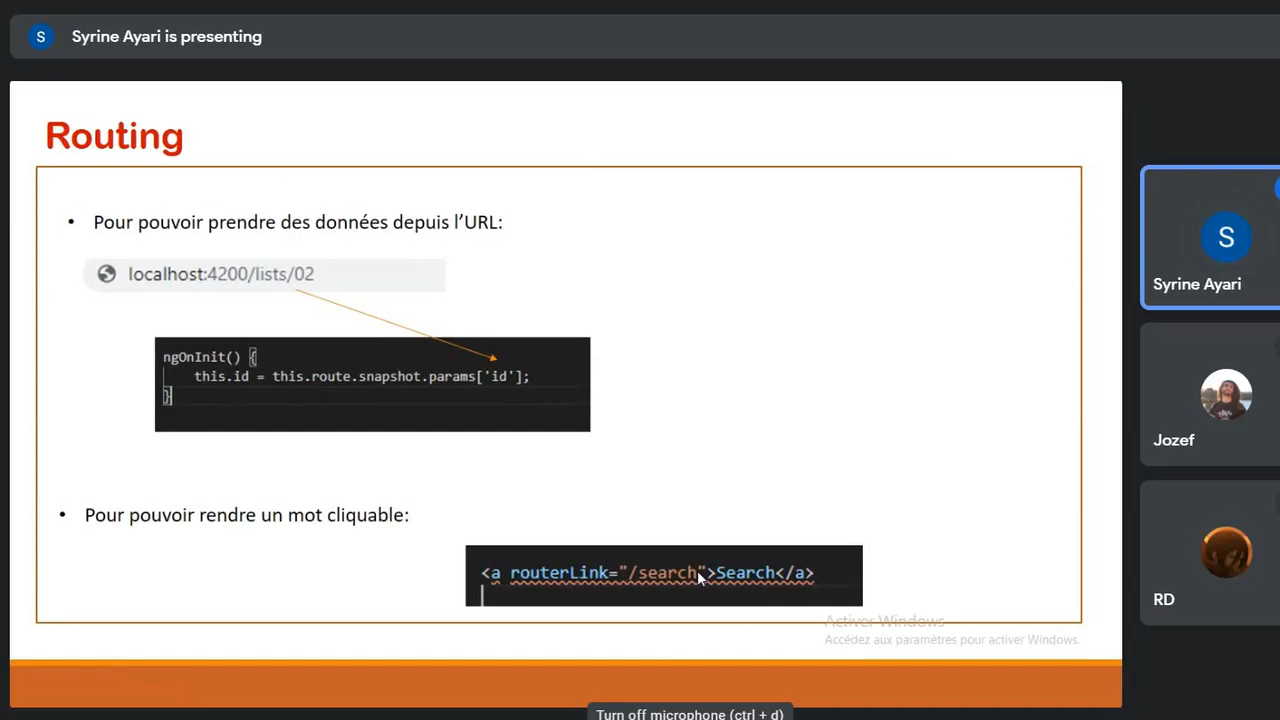 S
Syrine Ayari is presenting
Routing
• Pour pouvoir prendre des données depuis l’URL:
localhost:4200/lists/02
ngOnInit() {
this.id = this.route.snapshot.params['id'];
}
• Pour pouvoir rendre un mot cliquable:
<a routerLink="/search">Search</a>
Activer Windows
Accédez aux paramètres pour activer Windows.
S
Syrine Ayari
Jozef
RD
Turn off microphone (ctrl + d)